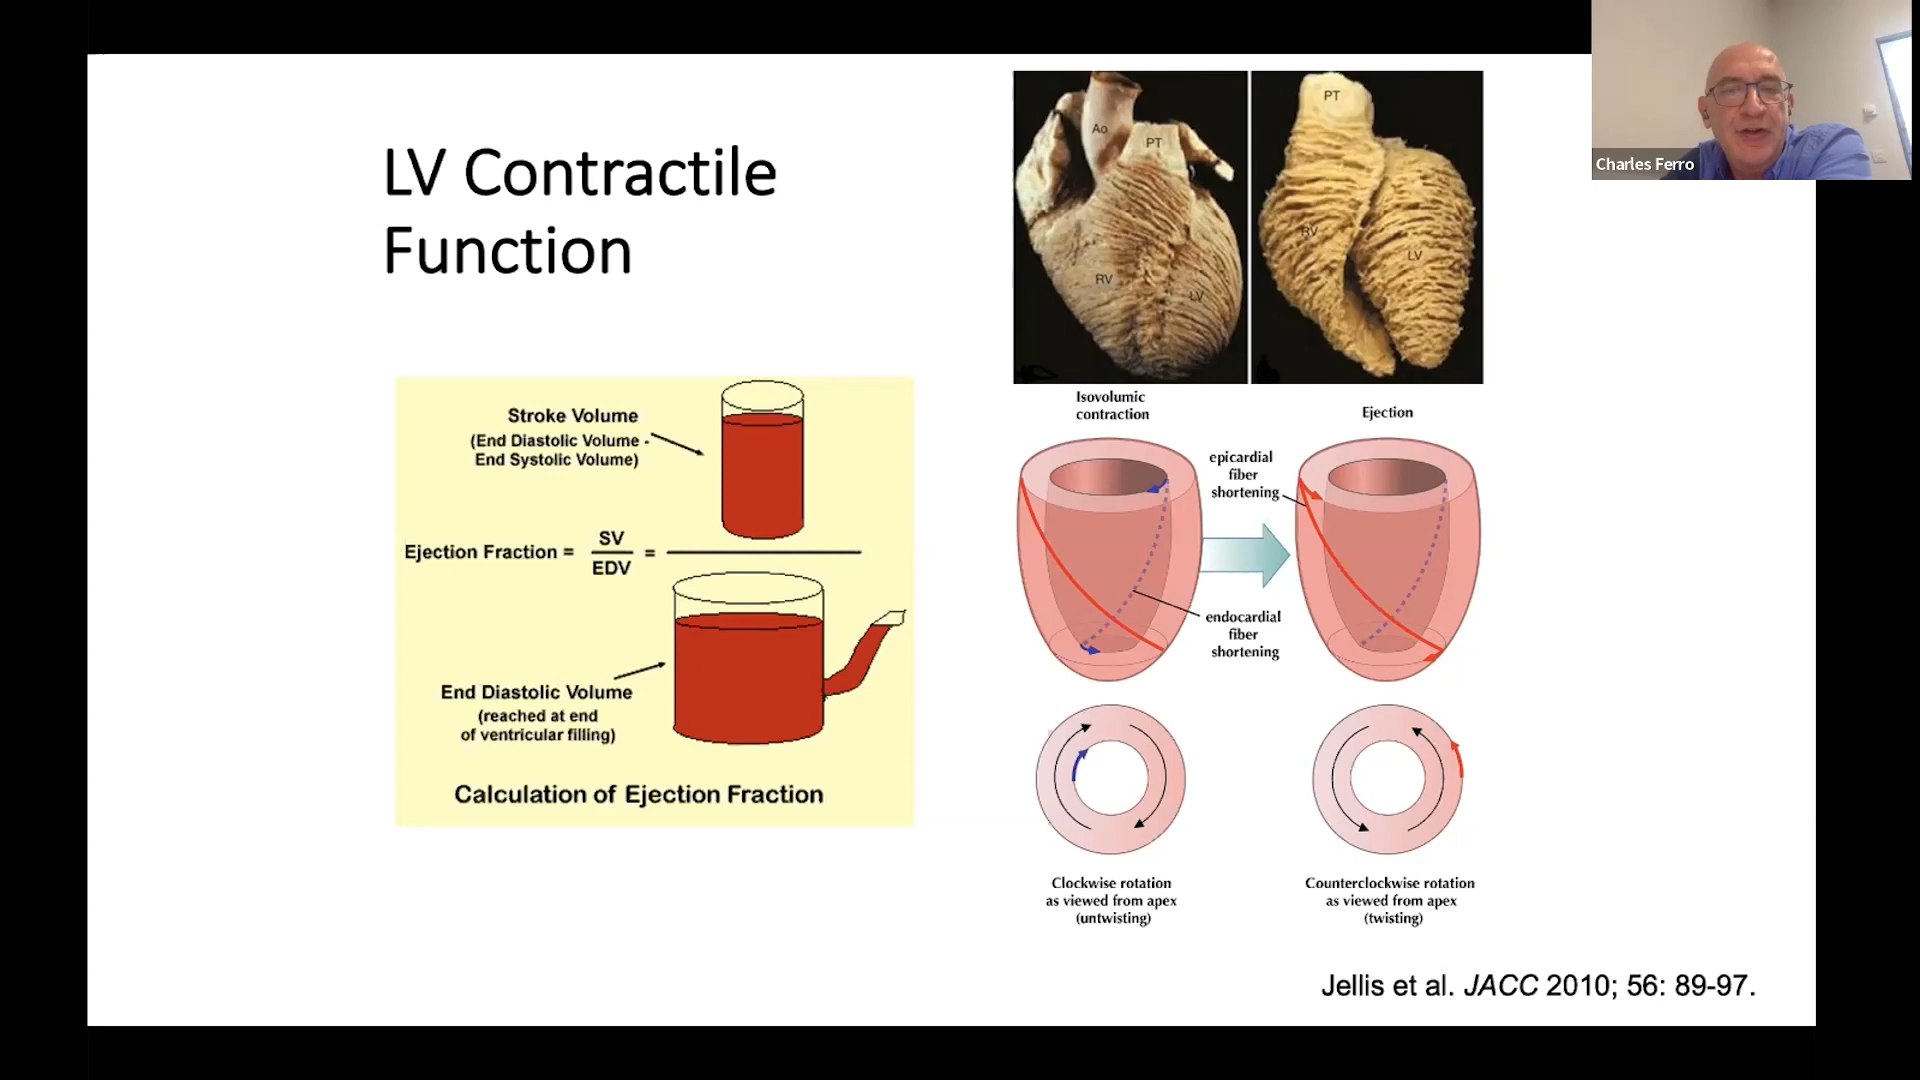 LV Contractile
Function
Stroke Volume
(End Diastolic Volume -
End Systolic Volume)
Ejection Fraction = SV / EDV =
End Diastolic Volume
(reached at end
of ventricular filling)
Calculation of Ejection Fraction
Ao
PT
RV
LV
PT
RV
LV
Isovolumic
contraction
Ejection
epicardial
fiber
shortening
endocardial
fiber
shortening
Clockwise rotation
as viewed from apex
(untwisting)
Counterclockwise rotation
as viewed from apex
(twisting)
Jellis et al. JACC 2010; 56: 89-97.
Charles Ferro